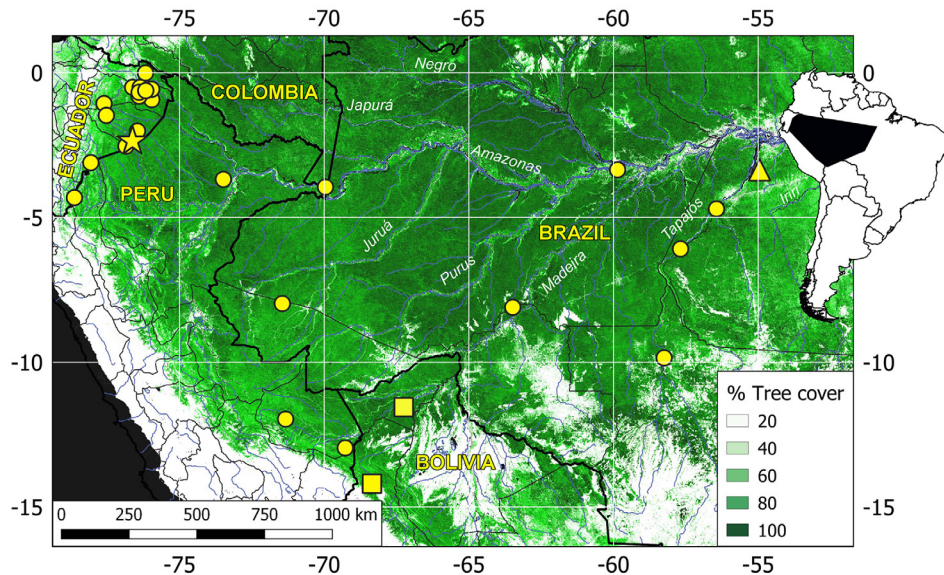 -75 -70 -65 -60 -55
0 Negro 0
COLOMBIA
Japurá
ECUADOR
Amazonas
PERU
-5 Juruá BRAZIL Tapajós Iriri -5
Purus Madeira
-10 -10
% Tree cover
20
40
BOLIVIA 60
-15 80 -15
0 250 500 750 1000 km
100
-75 -70 -65 -60 -55